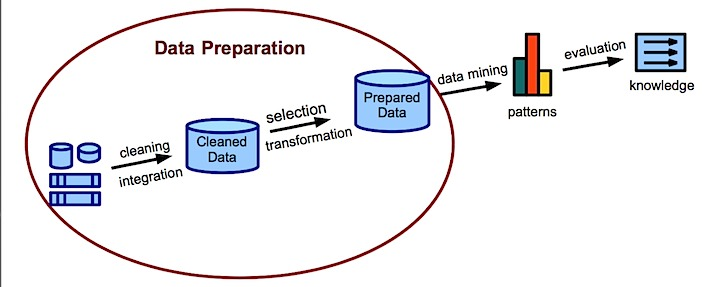 Data Preparation
cleaning
integration
Cleaned
Data
selection
transformation
Prepared
Data
data mining
patterns
evaluation
knowledge